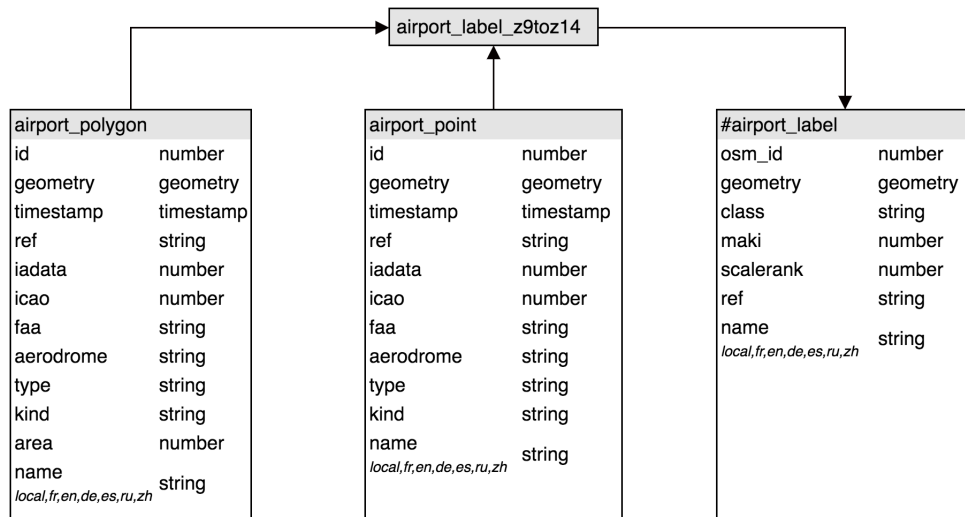 airport_label_z9toz14
airport_polygon
id number
geometry geometry
timestamp timestamp
ref string
iadata number
icao number
faa string
aerodrome string
type string
kind string
area number
name string
local,fr,en,de,es,ru,zh
airport_point
id number
geometry geometry
timestamp timestamp
ref string
iadata number
icao number
faa string
aerodrome string
type string
kind string
name string
local,fr,en,de,es,ru,zh
#airport_label
osm_id number
geometry geometry
class string
maki number
scalerank number
ref string
name string
local,fr,en,de,es,ru,zh